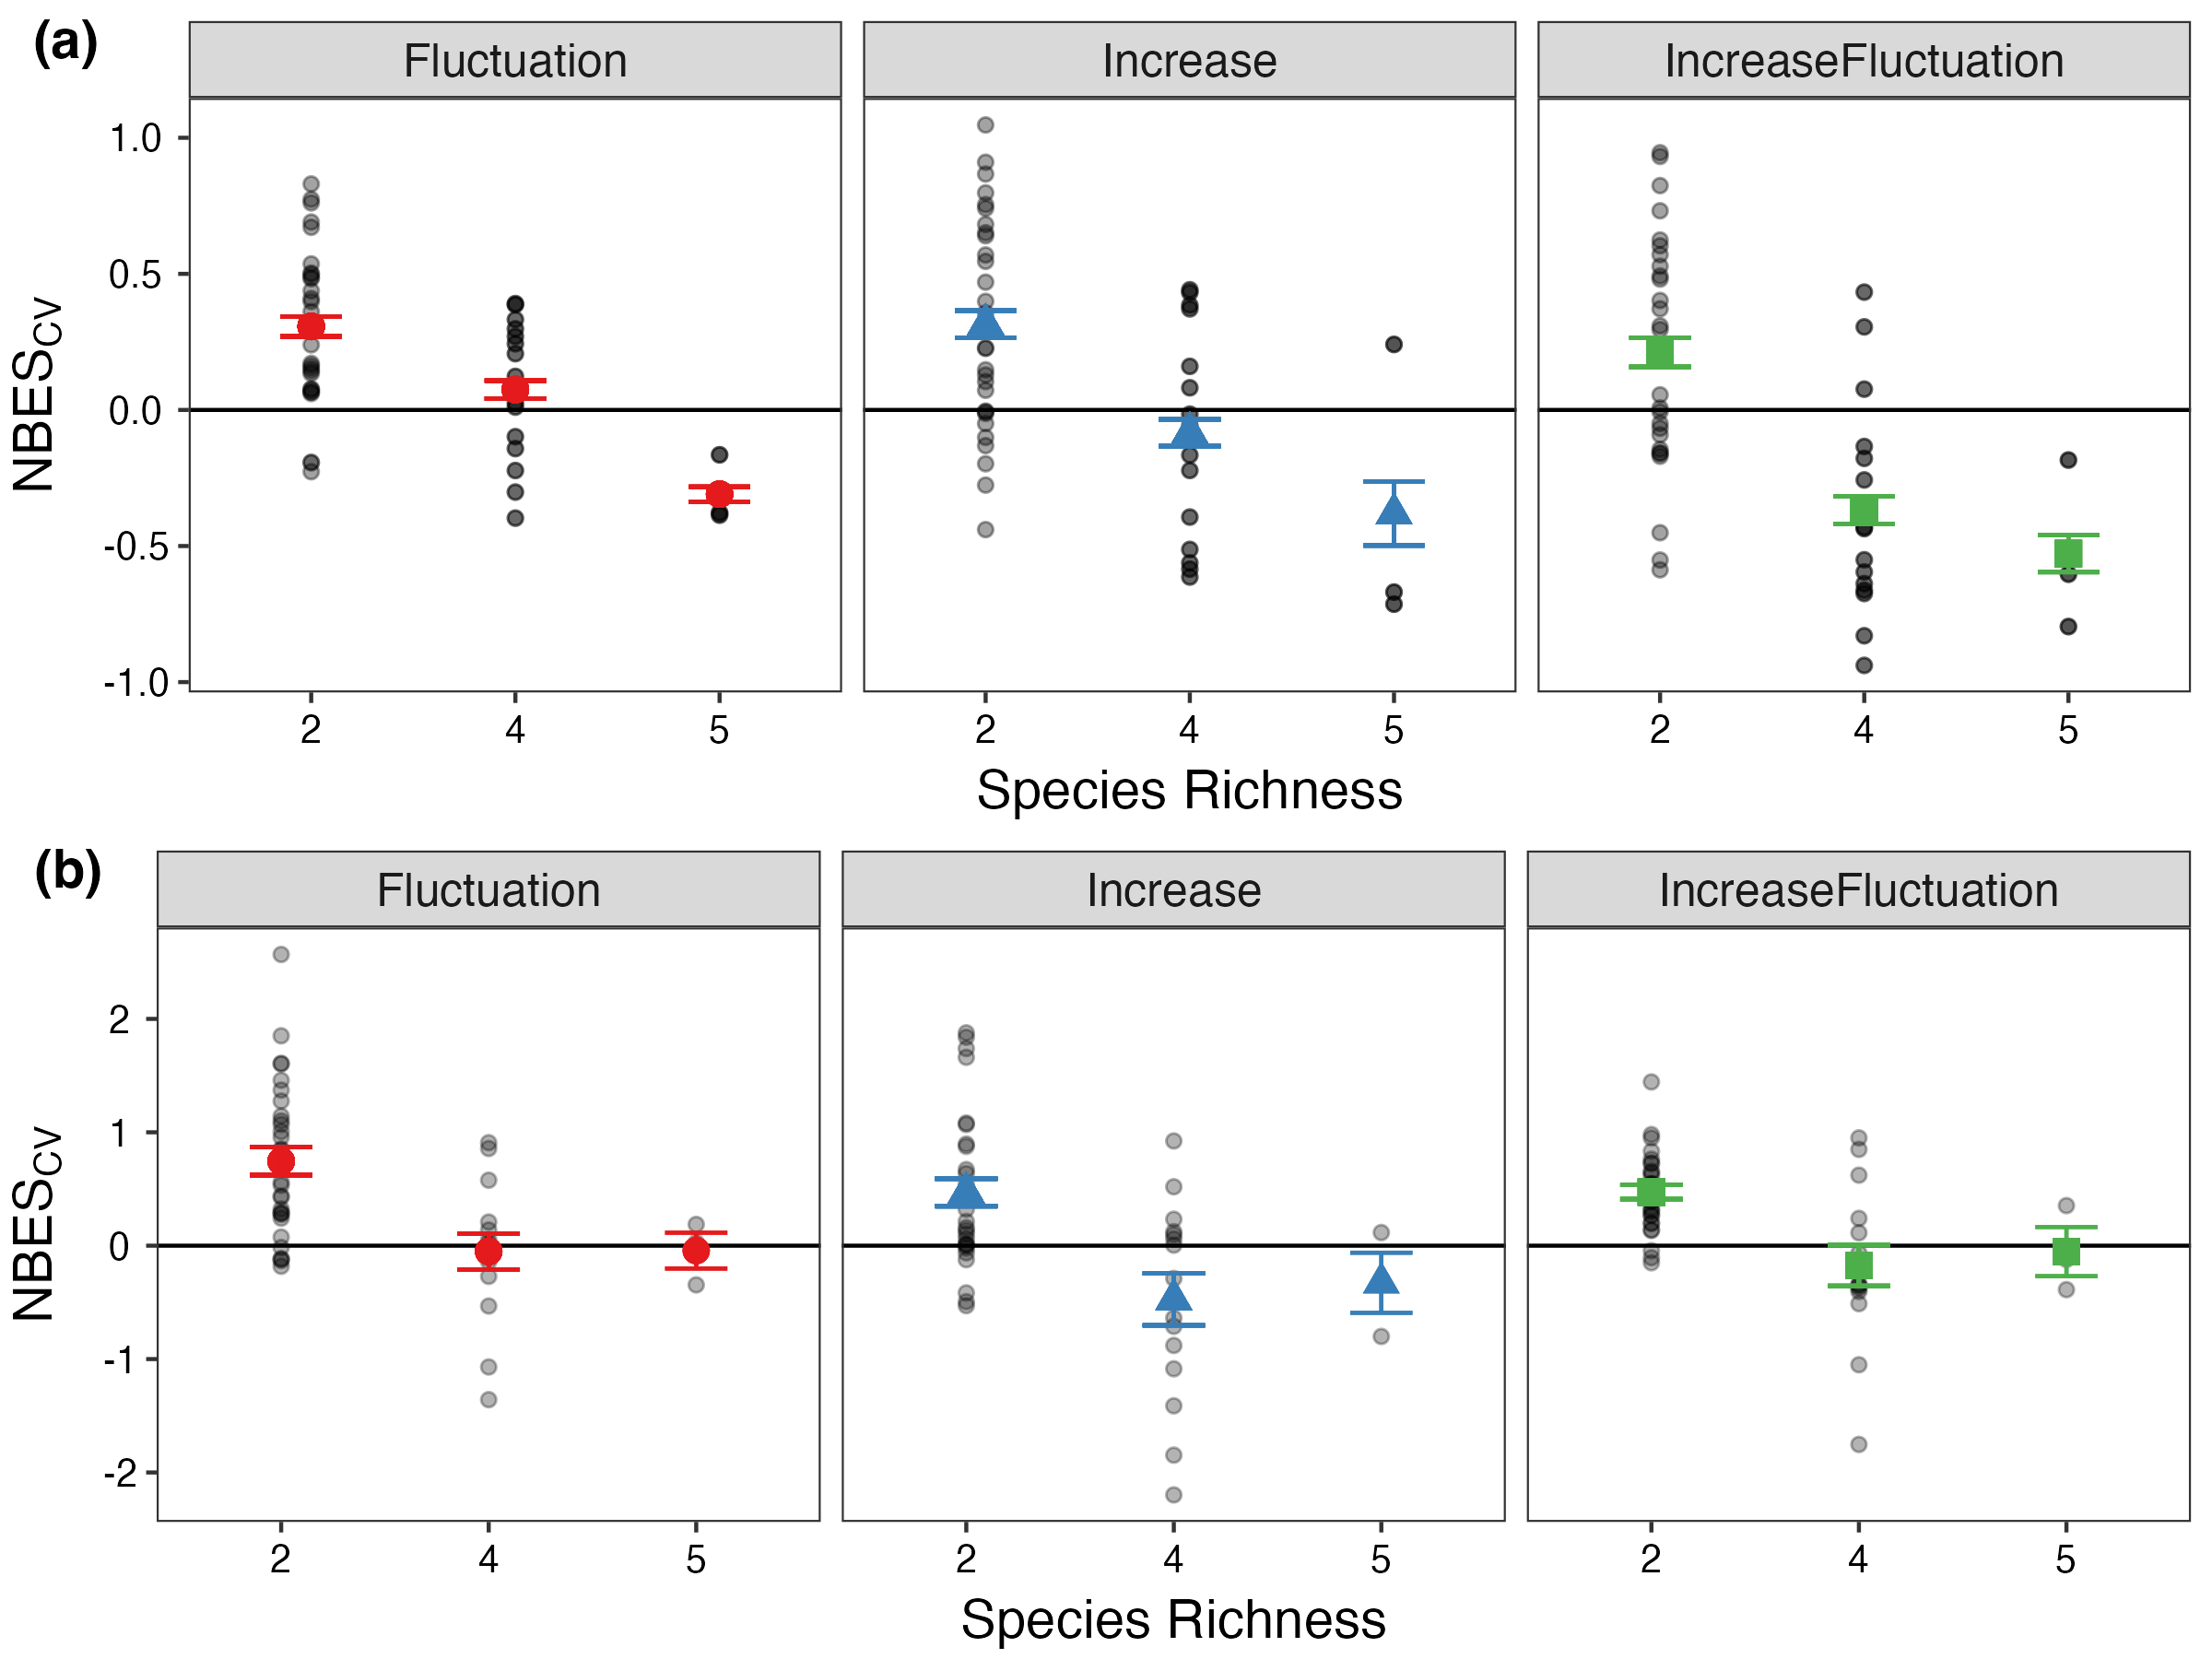 (a)
Fluctuation Increase IncreaseFluctuation
NBESCV
1.0
0.5
0.0
-0.5
-1.0
2 4 5 2 4 5 2 4 5
Species Richness
(b)
Fluctuation Increase IncreaseFluctuation
NBESCV
2
1
0
-1
-2
2 4 5 2 4 5 2 4 5
Species Richness